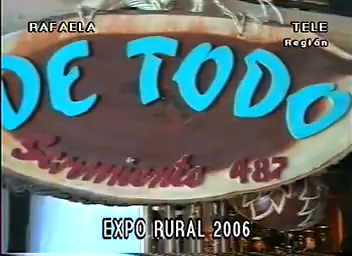 RAFAELA
TELE
Región
DE TODO
Sarmiento 487
EXPO RURAL 2006